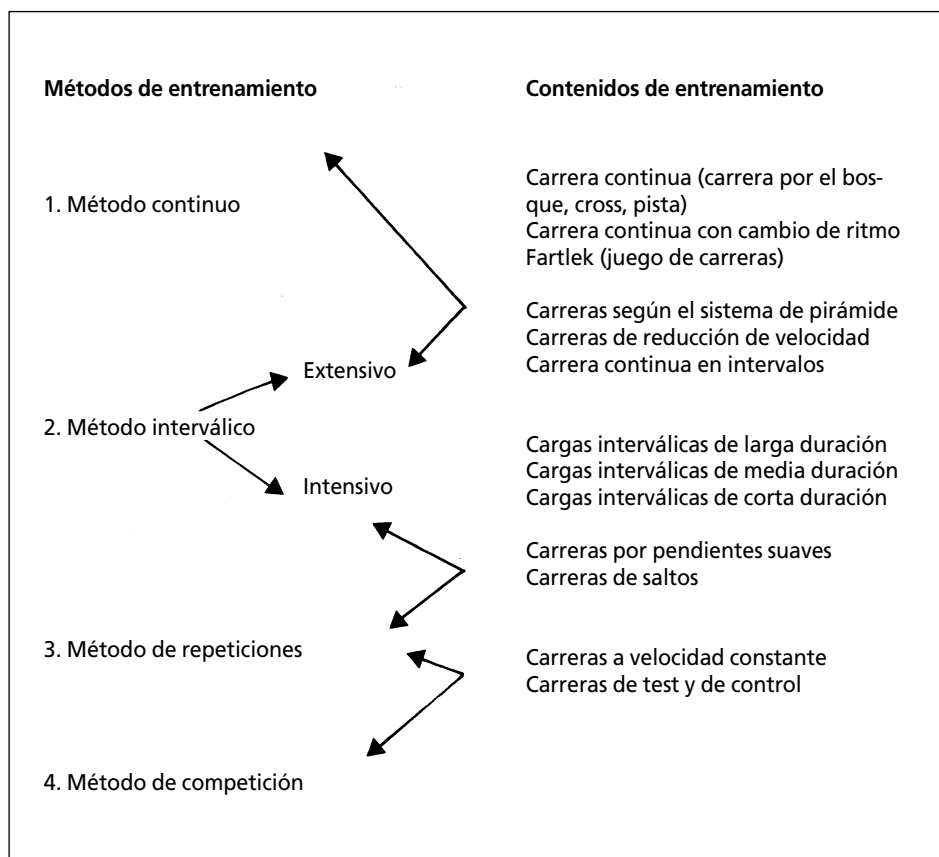 Métodos de entrenamiento
Contenidos de entrenamiento
1. Método continuo
Carrera continua (carrera por el bos-
que, cross, pista)
Carrera continua con cambio de ritmo
Fartlek (juego de carreras)
Carreras según el sistema de pirámide
Carreras de reducción de velocidad
Carrera continua en intervalos
Extensivo
2. Método interválico
Intensivo
Cargas interválicas de larga duración
Cargas interválicas de media duración
Cargas interválicas de corta duración
Carreras por pendientes suaves
Carreras de saltos
3. Método de repeticiones
Carreras a velocidad constante
Carreras de test y de control
4. Método de competición